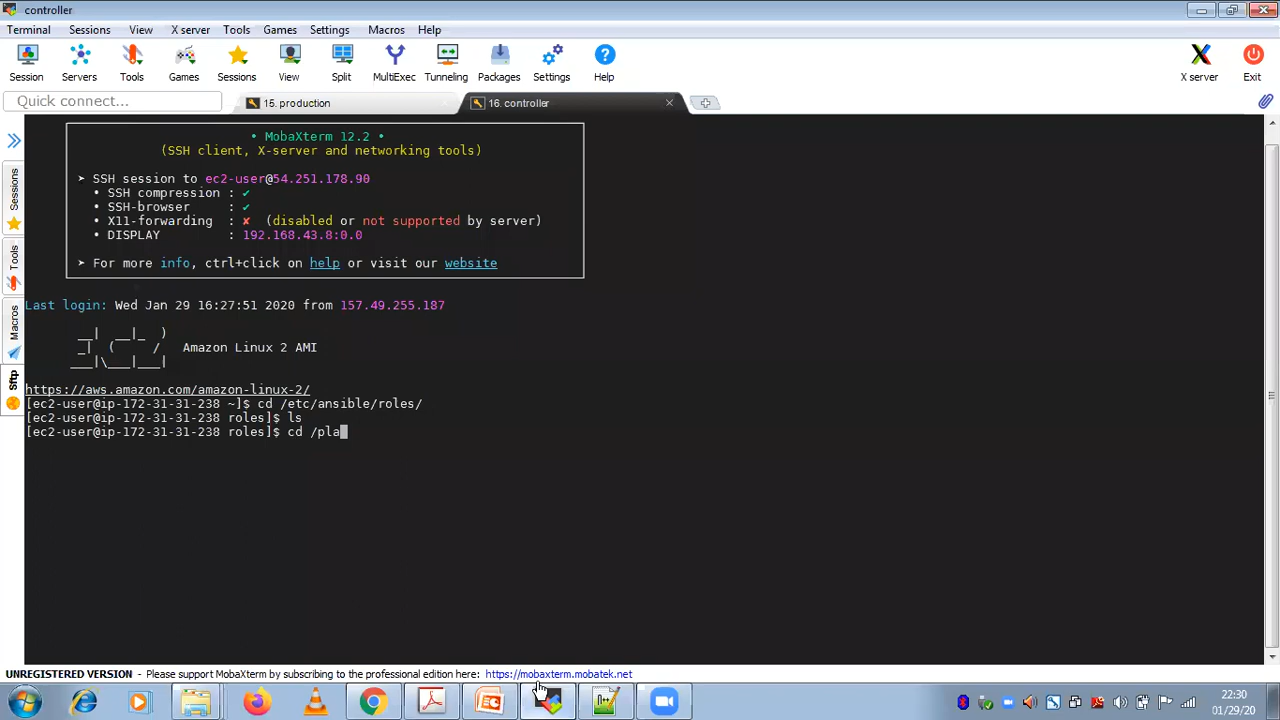 controller
Terminal Sessions View X server Tools Games Settings Macros Help
Session Servers Tools Games Sessions View Split MultiExec Tunneling Packages Settings Help X server Exit
Quick connect...
15. production
16. controller
Sessions
Tools
Macros
Sftp
• MobaXterm 12.2 •
(SSH client, X-server and networking tools)
➤ SSH session to ec2-user@54.251.178.90
• SSH compression : ✔
• SSH-browser : ✔
• X11-forwarding : ✘ (disabled or not supported by server)
• DISPLAY : 192.168.43.8:0.0
➤ For more info, ctrl+click on help or visit our website
Last login: Wed Jan 29 16:27:51 2020 from 157.49.255.187
__| __|_ )
_| ( / Amazon Linux 2 AMI
___|\___|___|
https://aws.amazon.com/amazon-linux-2/
[ec2-user@ip-172-31-31-238 ~]$ cd /etc/ansible/roles/
[ec2-user@ip-172-31-31-238 roles]$ ls
[ec2-user@ip-172-31-31-238 roles]$ cd /pla
UNREGISTERED VERSION - Please support MobaXterm by subscribing to the professional edition here: https://mobaxterm.mobatek.net
22:30
01/29/20